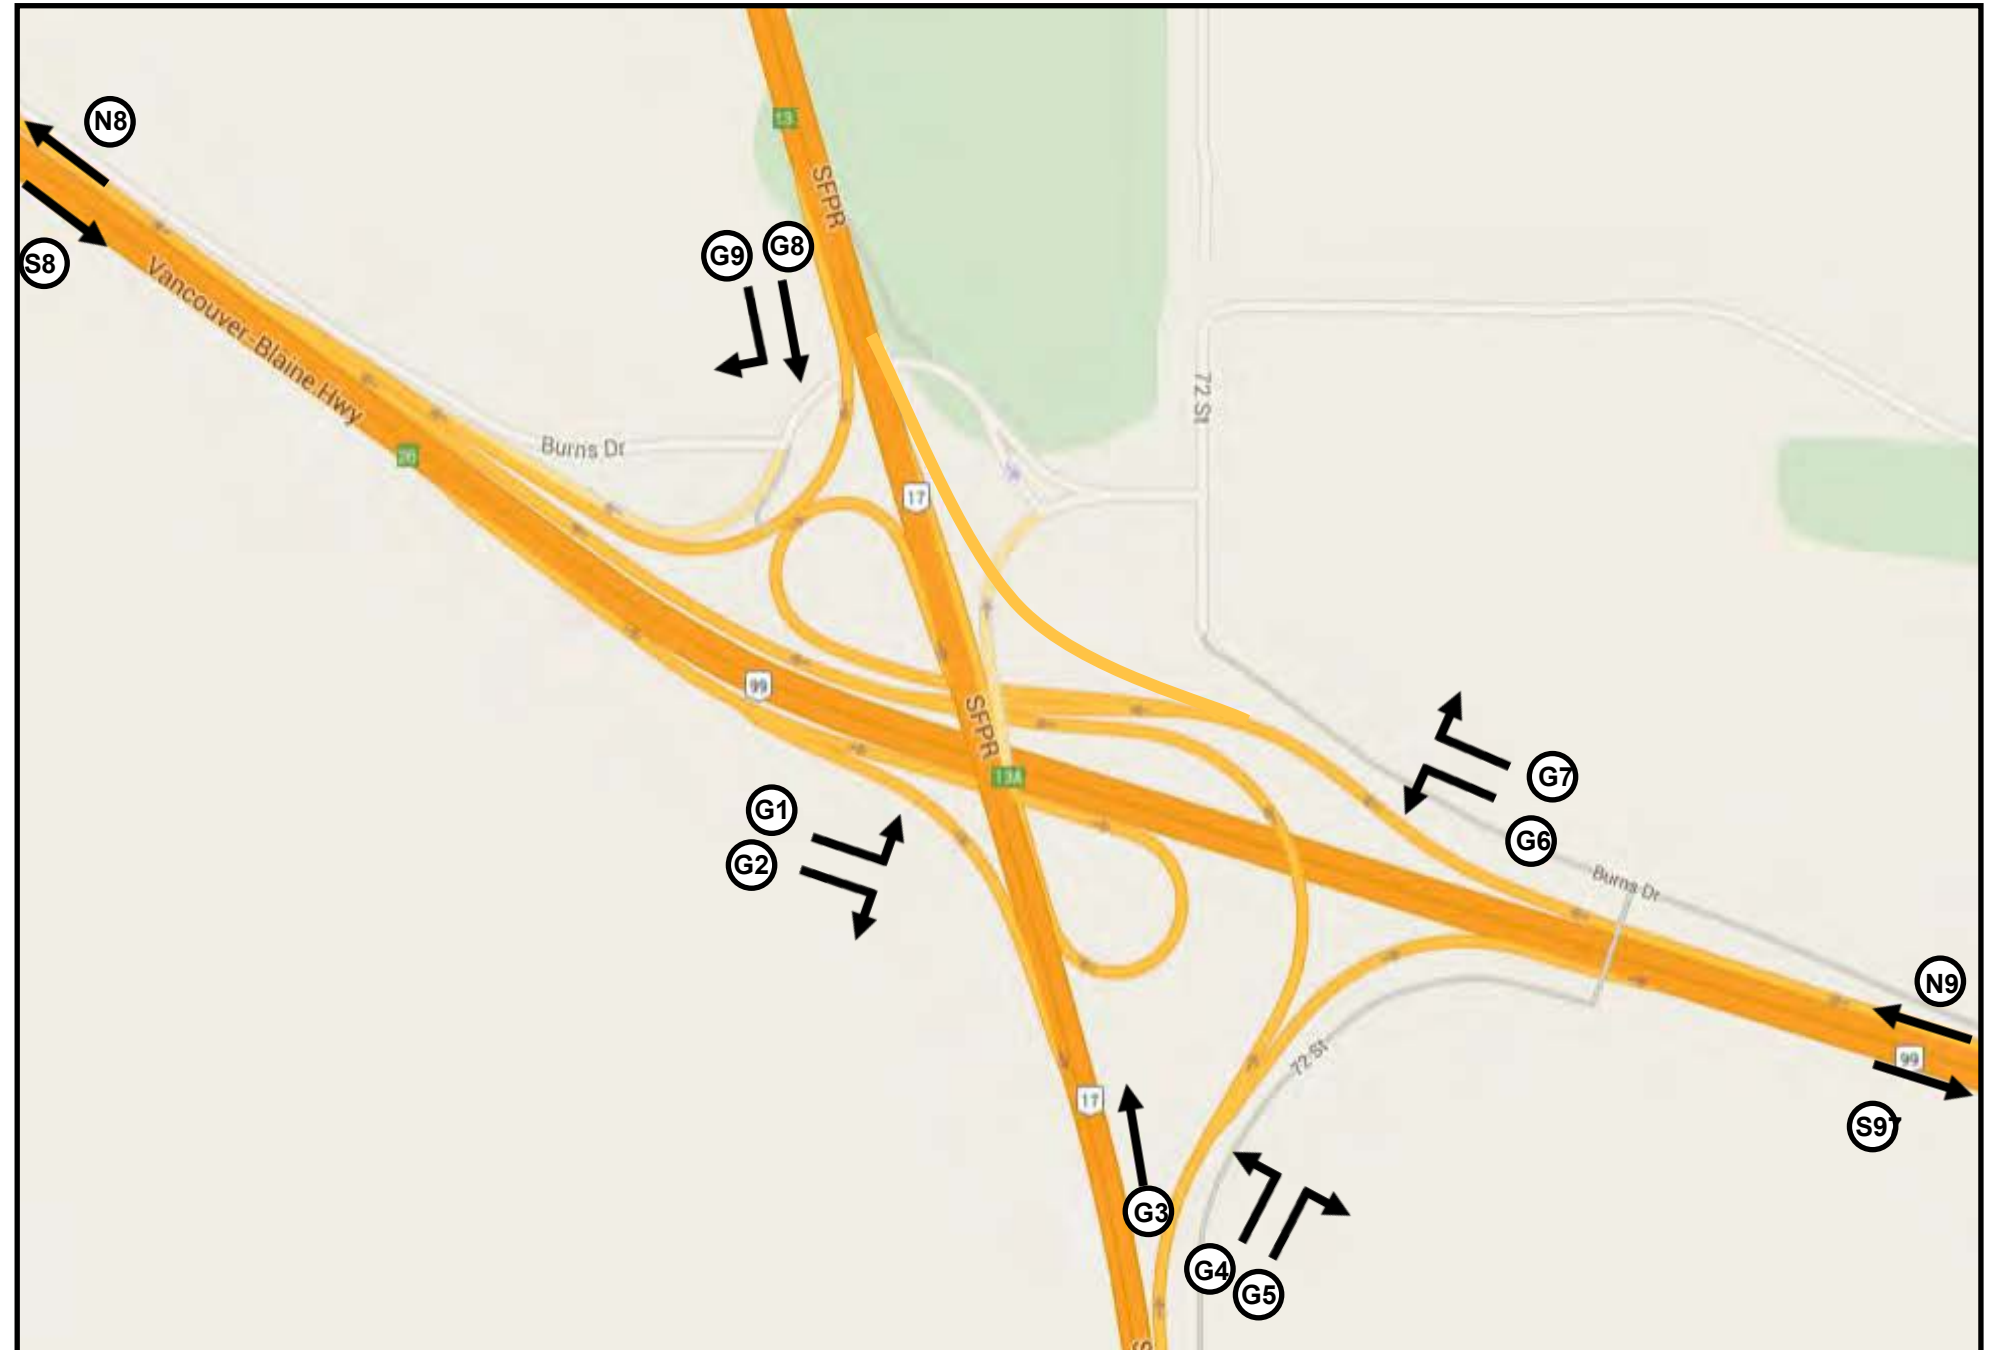 N8
13
S8
SFPR
G9
G8
Vancouver-Blaine Hwy
72 St
Burns Dr
26
17
99
SFPR
13A
G7
G1
G6
G2
Burns Dr
N9
72 St
99
17
S97
G3
G4
G5
S